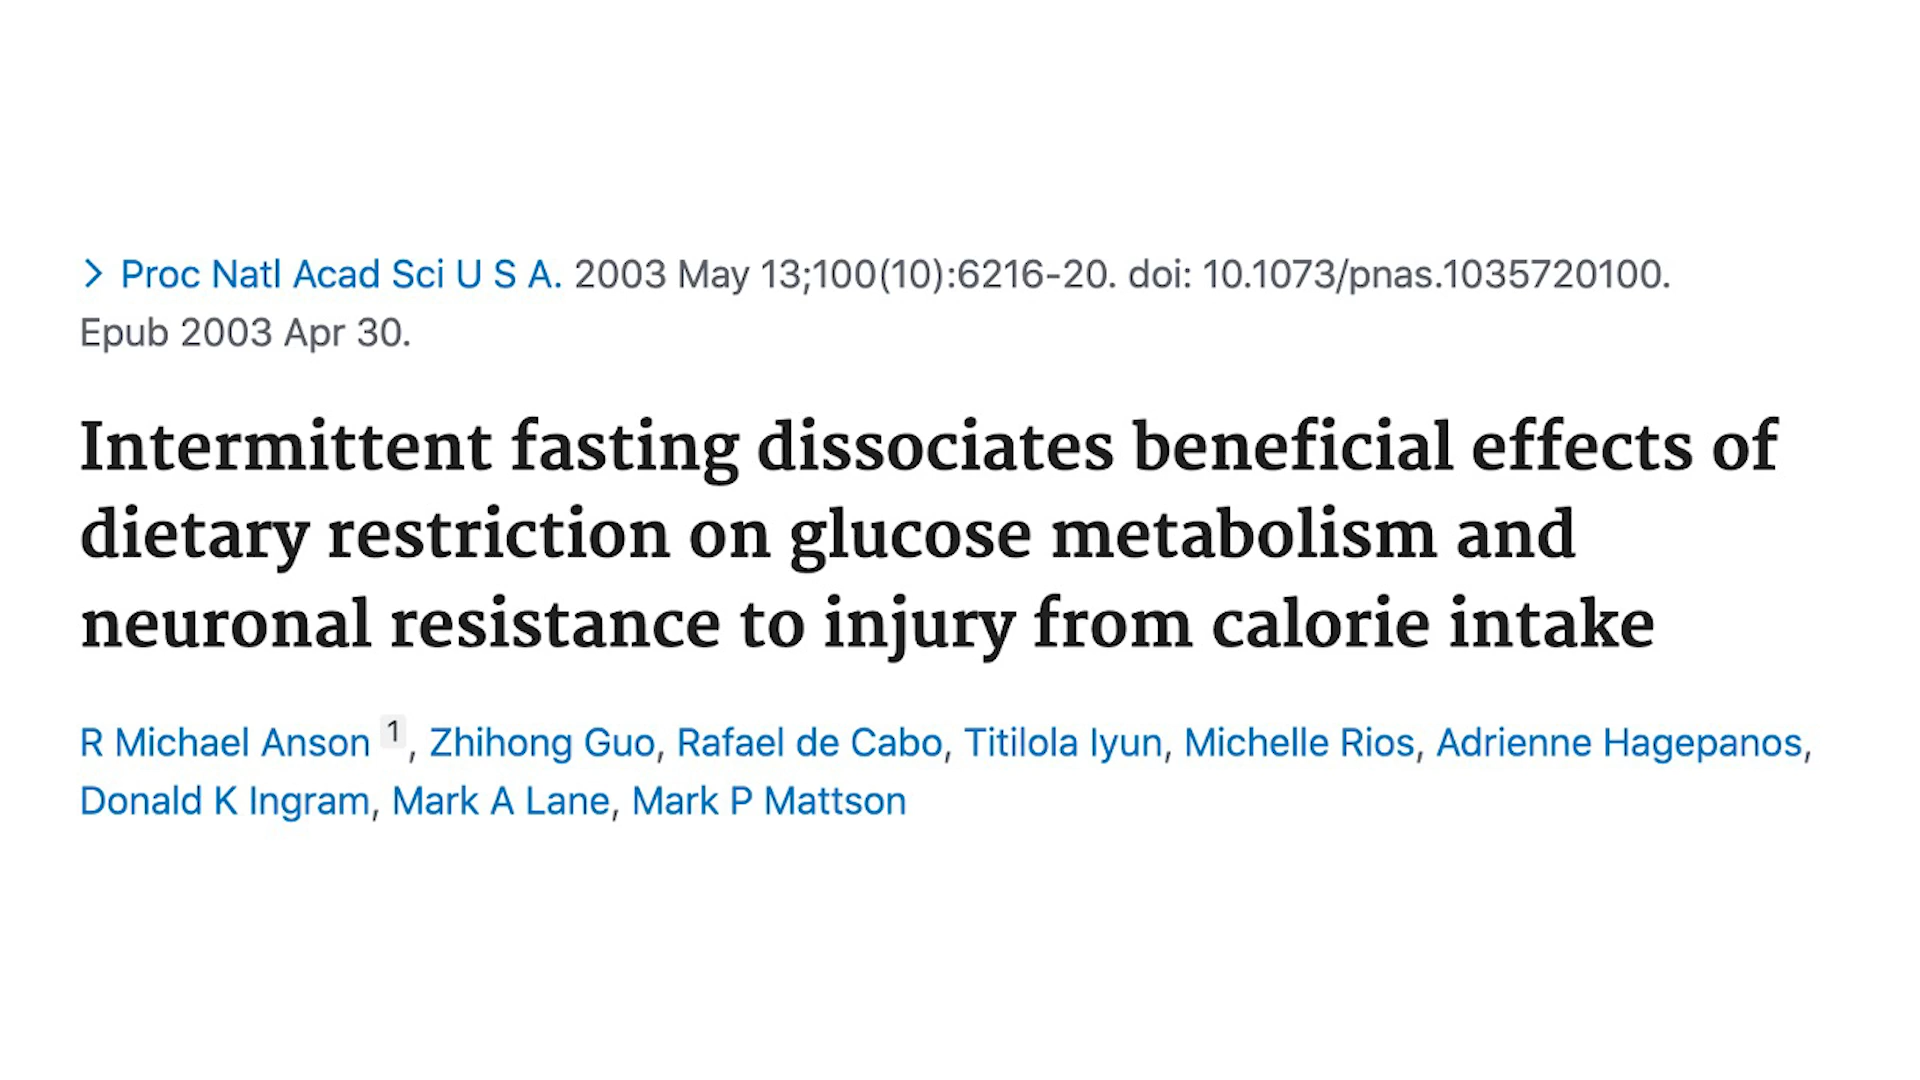 > Proc Natl Acad Sci U S A. 2003 May 13;100(10):6216-20. doi: 10.1073/pnas.1035720100.
Epub 2003 Apr 30.
Intermittent fasting dissociates beneficial effects of
dietary restriction on glucose metabolism and
neuronal resistance to injury from calorie intake
R Michael Anson 1, Zhihong Guo, Rafael de Cabo, Titilola Iyun, Michelle Rios, Adrienne Hagepanos,
Donald K Ingram, Mark A Lane, Mark P Mattson